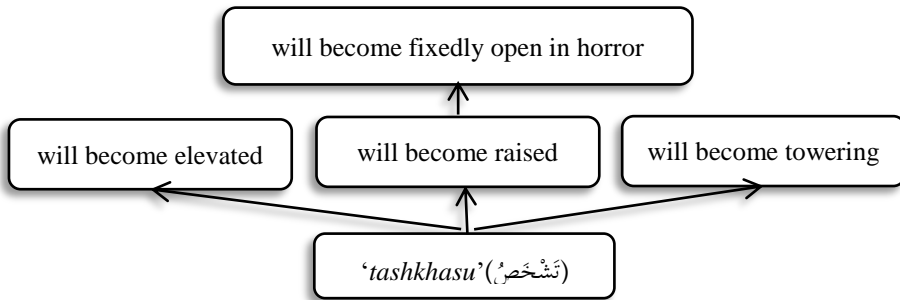 will become fixedly open in horror
will become elevated
will become raised
will become towering
‘tashkhasu’(تَشْخَصُ)